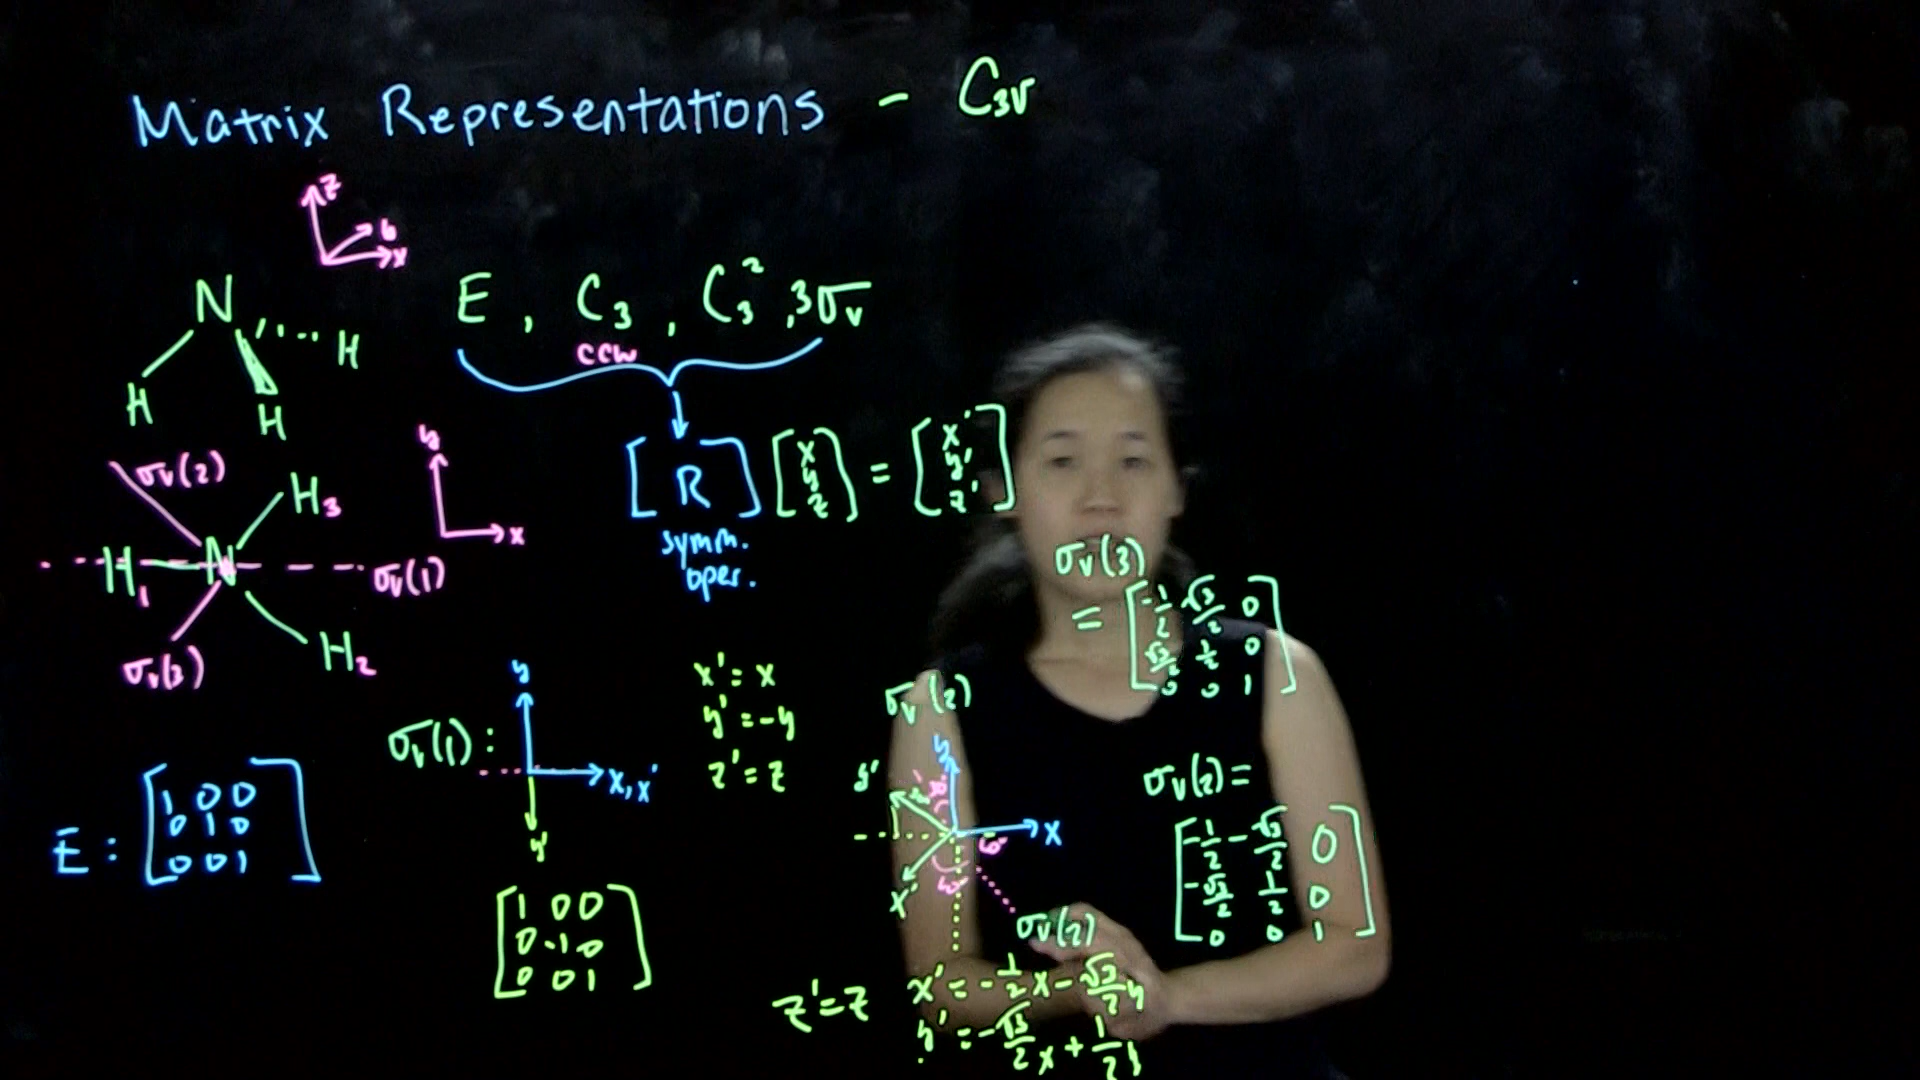 Matrix Representations - C3v
z
y
x
N
H
H
H
E, C₃, C₃², 3σv
ccw
[R] [x y z] = [x' y' z']
symm. oper.
y
x
σv(2)
H₃
H₁
N
σv(1)
σv(3)
H₂
E:
[1 0 0
0 1 0
0 0 1]
σv(1):
y
x, x'
y'
x' = x
y' = -y
z' = z
[1 0 0
0 -1 0
0 0 1]
σv(2)
y
y'
30°
x
60°
x'
σv(2)
z' = z
x' = -1/2 x - √3/2 y
y' = -√3/2 x + 1/2 y
σv(3)
= [-1/2 √3/2 0
√3/2 1/2 0
0 0 1]
σv(2) =
[-1/2 -√3/2 0
-√3/2 1/2 0
0 0 1]